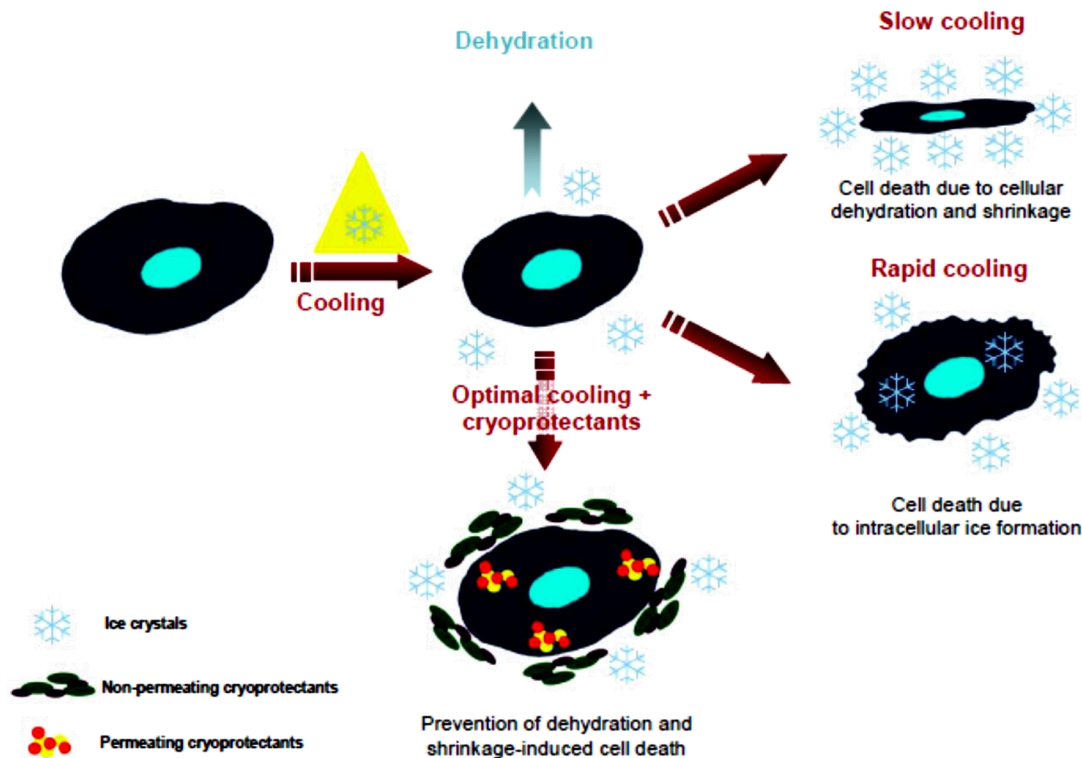 Dehydration
Slow cooling
Cell death due to cellular
dehydration and shrinkage
Cooling
Rapid cooling
Cell death due
to intracellular ice formation
Optimal cooling +
cryoprotectants
Ice crystals
Non-permeating cryoprotectants
Permeating cryoprotectants
Prevention of dehydration and
shrinkage-induced cell death